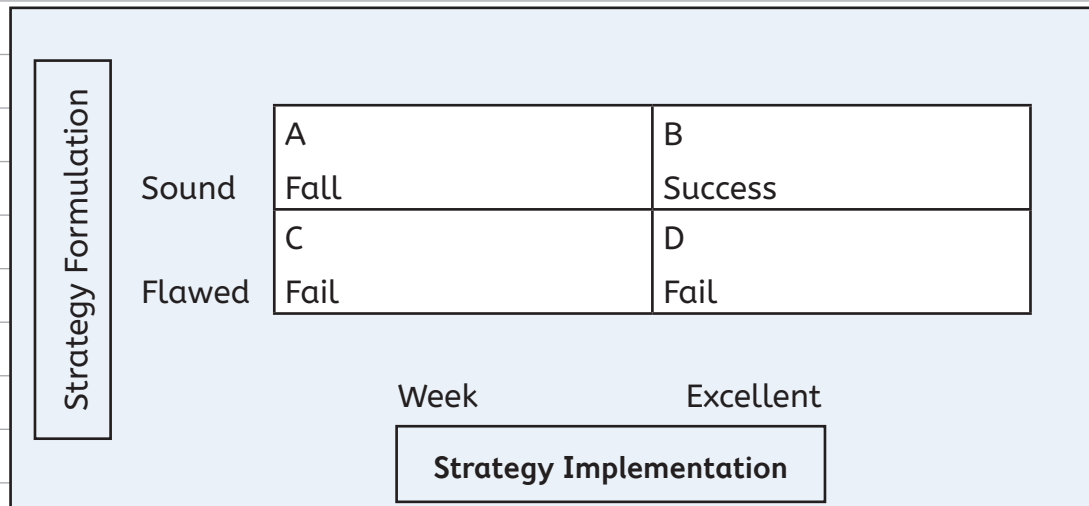 Strategy Formulation
A B
Sound Fall Success
C D
Flawed Fail Fail
Week Excellent
Strategy Implementation